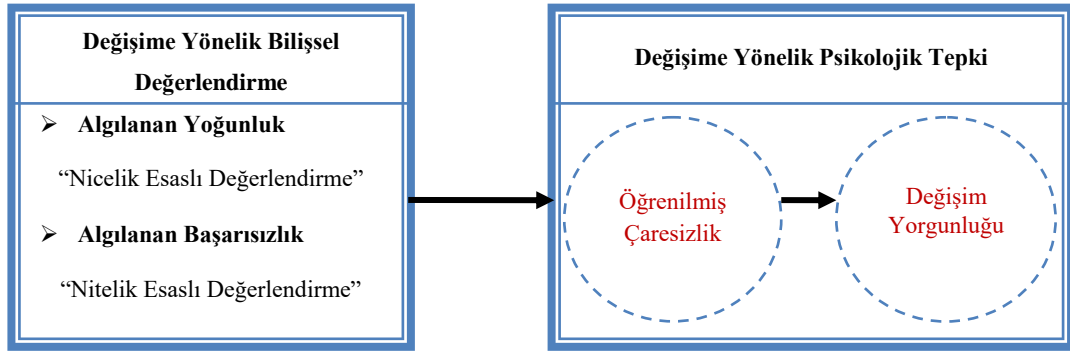 Değişime Yönelik Bilişsel
Değerlendirme
➢ Algılanan Yoğunluk
“Nicelik Esaslı Değerlendirme”
➢ Algılanan Başarısızlık
“Nitelik Esaslı Değerlendirme”
Değişime Yönelik Psikolojik Tepki
Öğrenilmiş
Çaresizlik
Değişim
Yorgunluğu